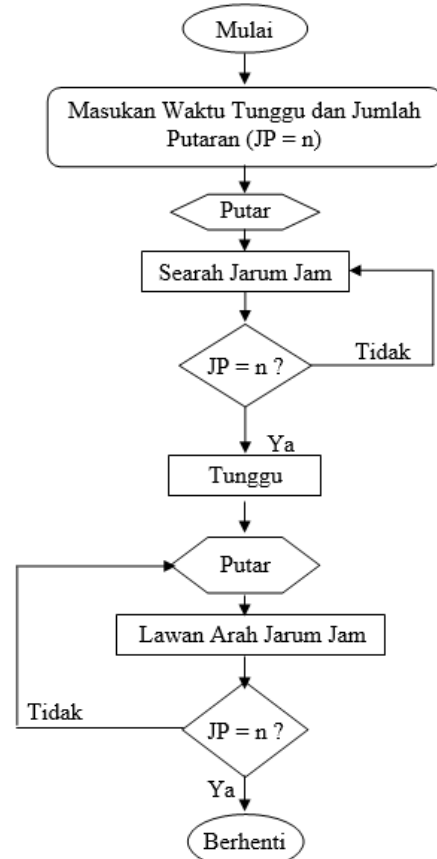 Mulai
Masukan Waktu Tunggu dan Jumlah
Putaran (JP = n)
Putar
Searah Jarum Jam
JP = n ?
Tidak
Ya
Tunggu
Putar
Lawan Arah Jarum Jam
Tidak
JP = n ?
Ya
Berhenti